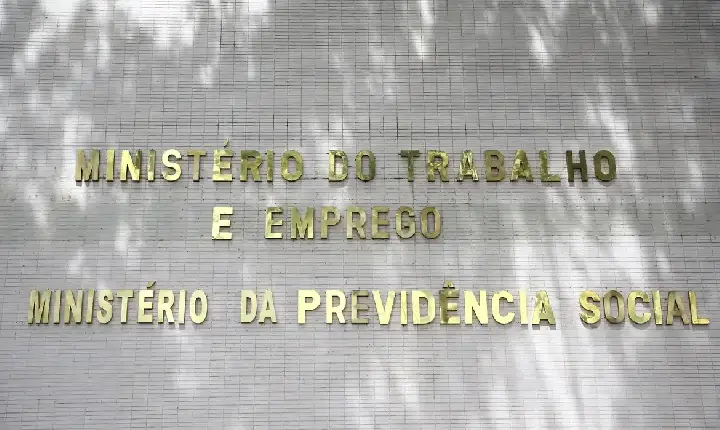 MINISTÉRIO DO TRABALHO
E EMPREGO
MINISTÉRIO DA PREVIDÊNCIA SOCIAL